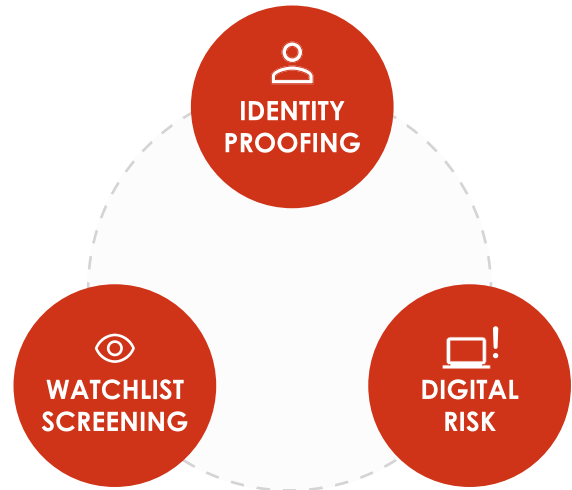 IDENTITY
PROOFING
WATCHLIST
SCREENING
DIGITAL
RISK